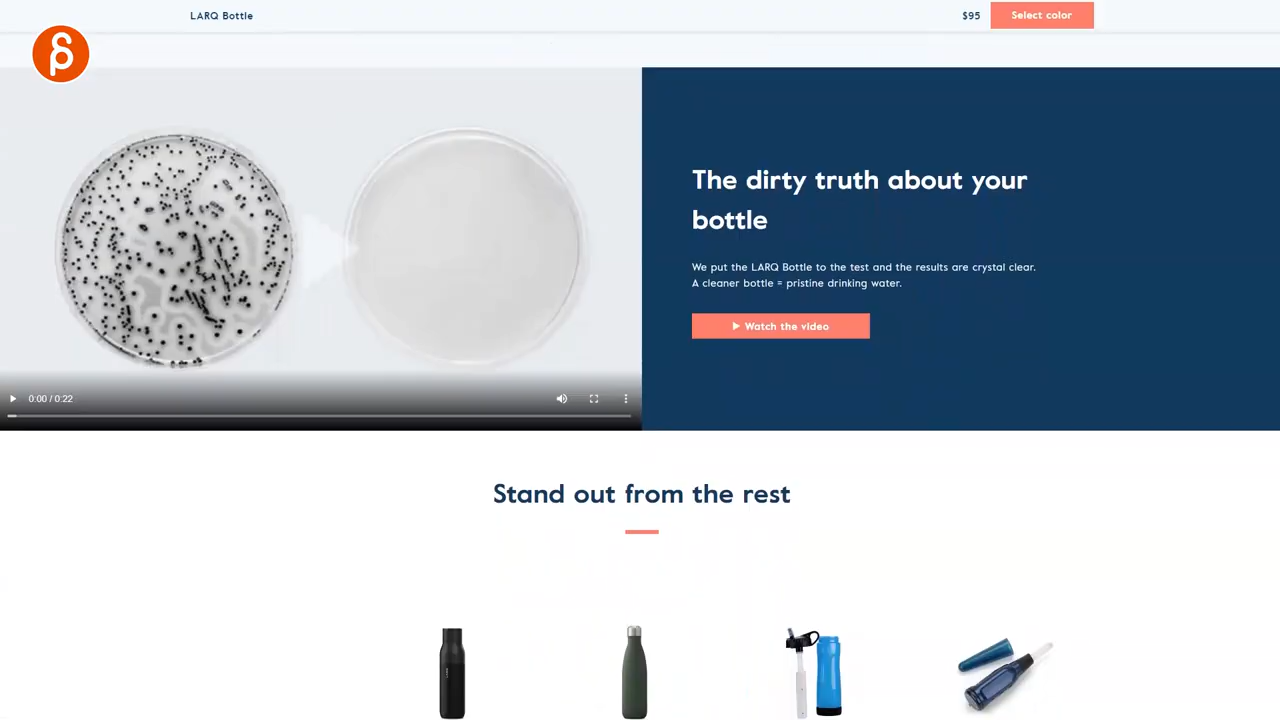 LARQ Bottle
$95
Select color
The dirty truth about your
bottle
We put the LARQ Bottle to the test and the results are crystal clear.
A cleaner bottle = pristine drinking water.
▶ Watch the video
0:00 / 0:22
Stand out from the rest